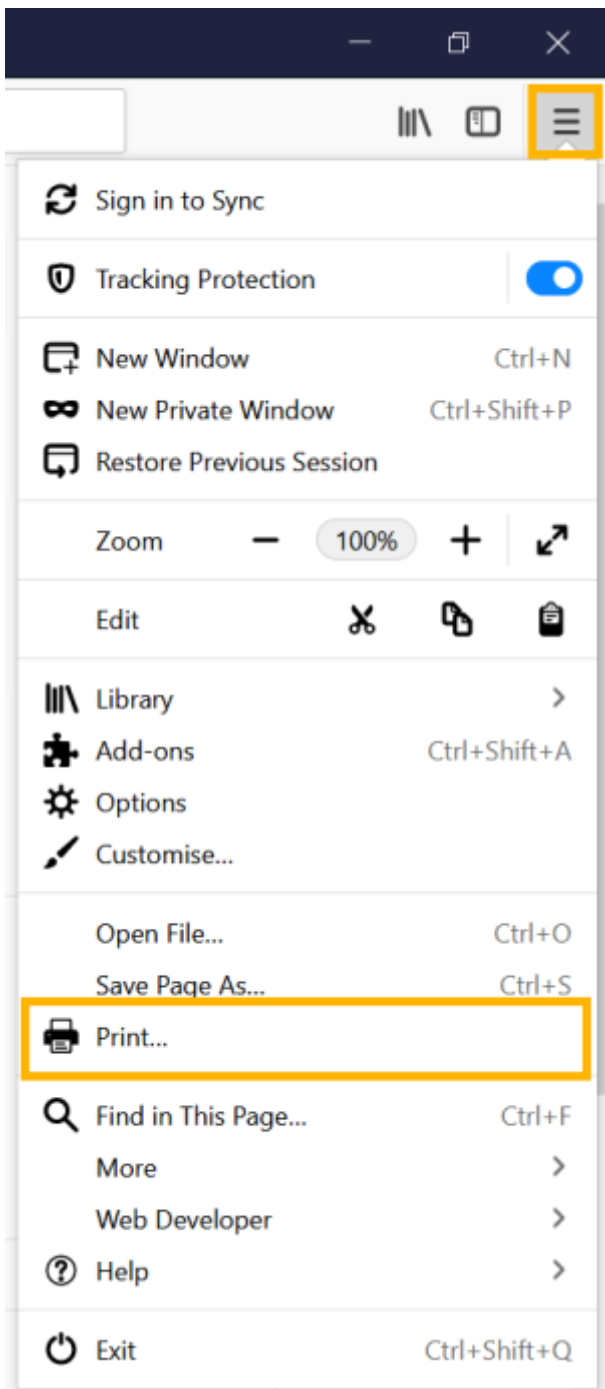 Sign in to Sync
Tracking Protection
New Window Ctrl+N
New Private Window Ctrl+Shift+P
Restore Previous Session
Zoom 100%
Edit
Library
Add-ons Ctrl+Shift+A
Options
Customise...
Open File... Ctrl+O
Save Page As... Ctrl+S
Print...
Find in This Page... Ctrl+F
More
Web Developer
Help
Exit Ctrl+Shift+Q